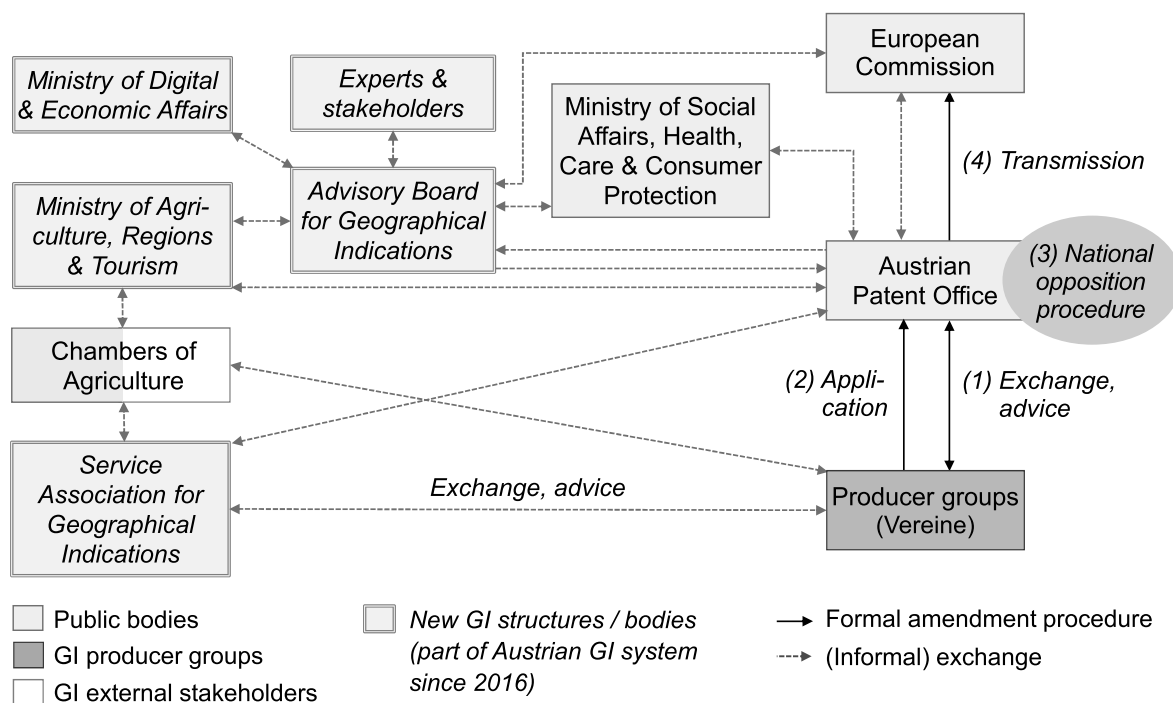 European
Commission
Ministry of Digital
& Economic Affairs
Experts &
stakeholders
Ministry of Social
Affairs, Health,
Care & Consumer
Protection
(4) Transmission
Ministry of Agri-
culture, Regions
& Tourism
Advisory Board
for Geographical
Indications
Austrian
Patent Office
(3) National
opposition
procedure
Chambers of
Agriculture
(2) Appli-
cation
(1) Exchange,
advice
Service
Association for
Geographical
Indications
Exchange, advice
Producer groups
(Vereine)
Public bodies
GI producer groups
GI external stakeholders
New GI structures / bodies
(part of Austrian GI system
since 2016)
Formal amendment procedure
(Informal) exchange